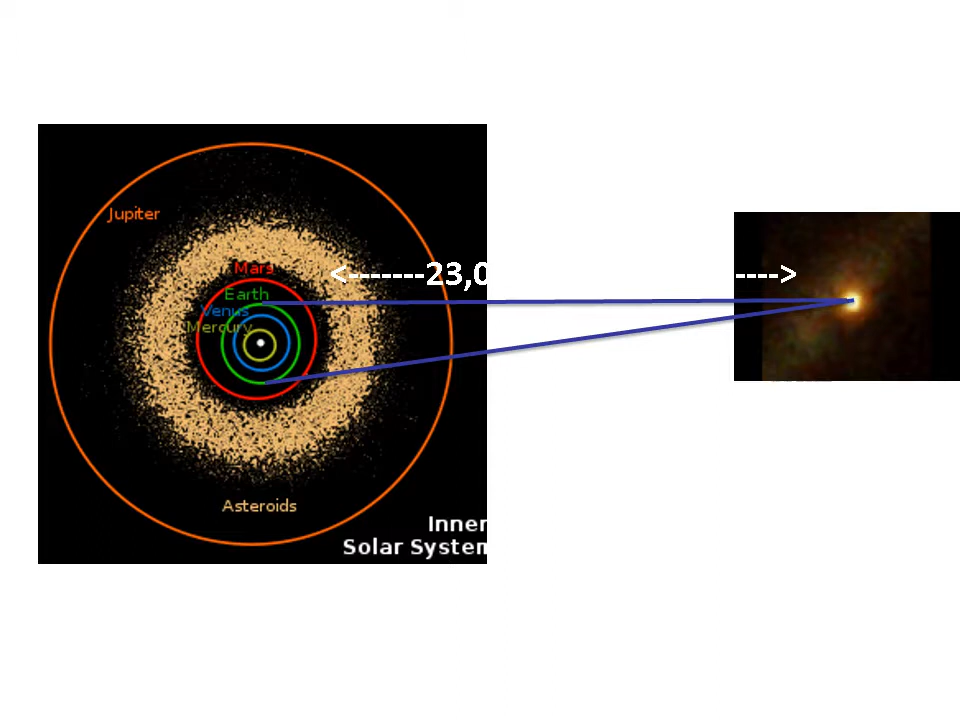 Jupiter
Mars
<-------23,0
---->
Earth
Venus
Mercury
Asteroids
Inner
Solar System